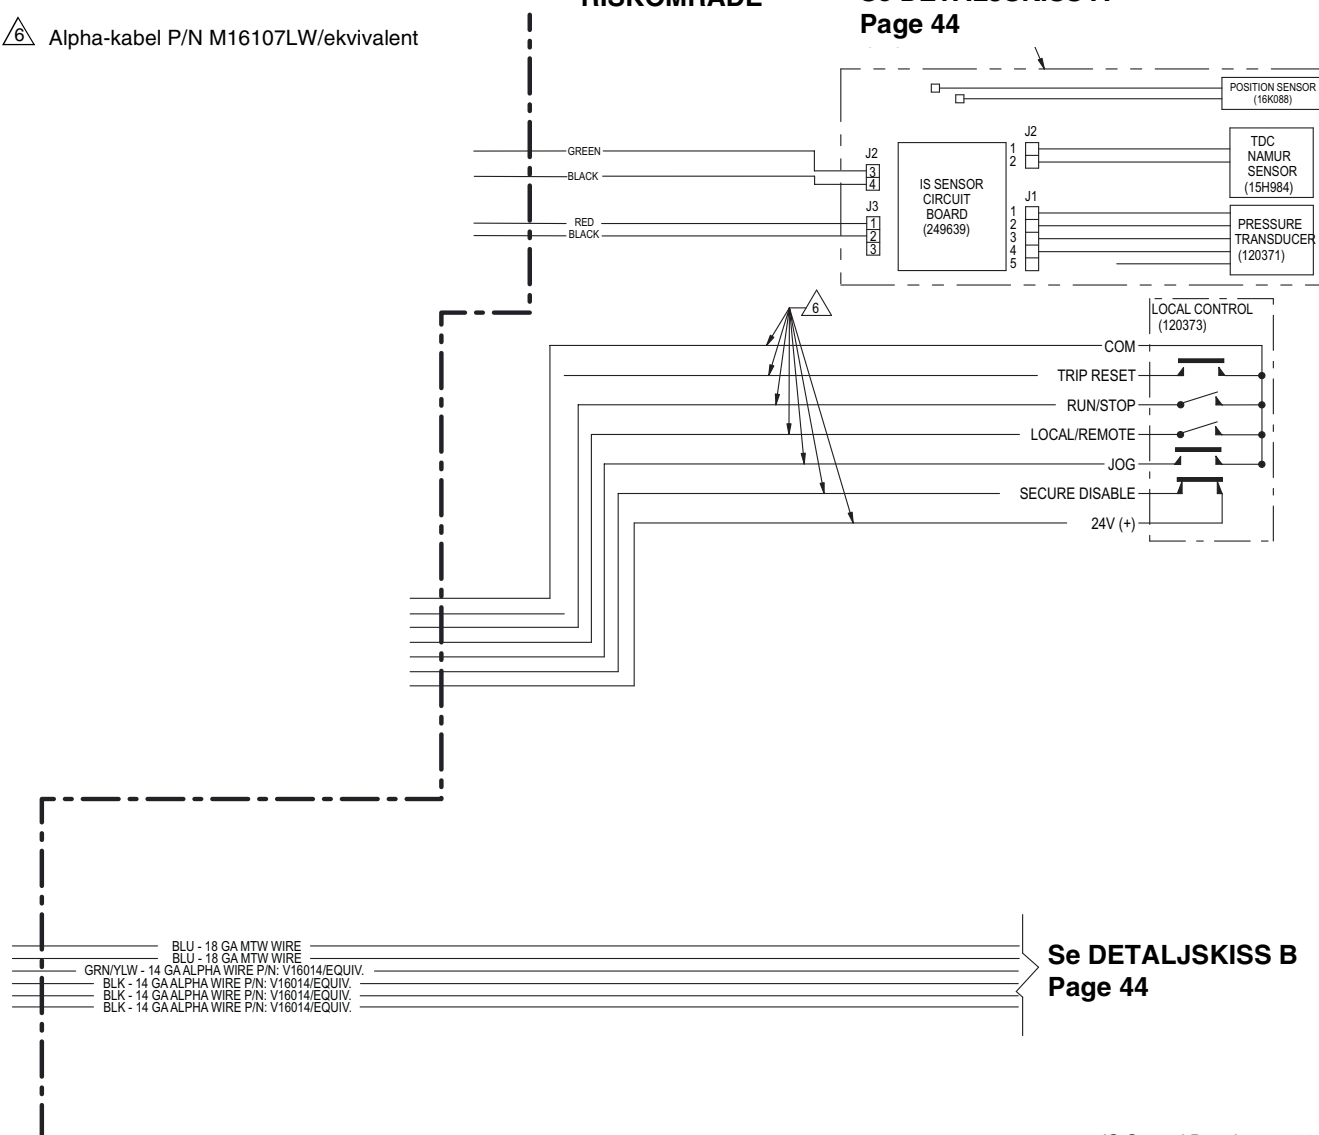 RISKOMRÅDE
Page 44
6 Alpha-kabel P/N M16107LW/ekvivalent
POSITION SENSOR
(16K088)
J2
1
2
TDC
NAMUR
SENSOR
(15H984)
GREEN
BLACK
J2
3
4
IS SENSOR
CIRCUIT
BOARD
(249639)
J3
1
2
3
RED
BLACK
J1
1
2
3
4
5
PRESSURE
TRANSDUCER
(120371)
6
LOCAL CONTROL
(120373)
COM
TRIP RESET
RUN/STOP
LOCAL/REMOTE
JOG
SECURE DISABLE
24V (+)
BLU - 18 GA MTW WIRE
BLU - 18 GA MTW WIRE
GRN/YLW - 14 GA ALPHA WIRE P/N: V16014/EQUIV.
BLK - 14 GA ALPHA WIRE P/N: V16014/EQUIV.
BLK - 14 GA ALPHA WIRE P/N: V16014/EQUIV.
BLK - 14 GA ALPHA WIRE P/N: V16014/EQUIV.
Se DETALJSKISS B
Page 44